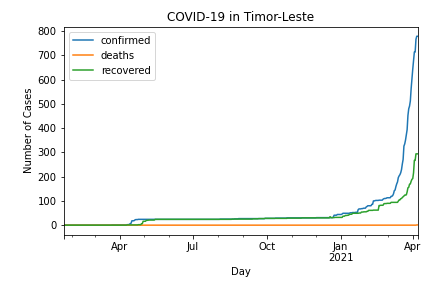 COVID-19 in Timor-Leste
confirmed
deaths
recovered
Number of Cases
800
700
600
500
400
300
200
100
0
Apr
Jul
Oct
Jan
2021
Apr
Day